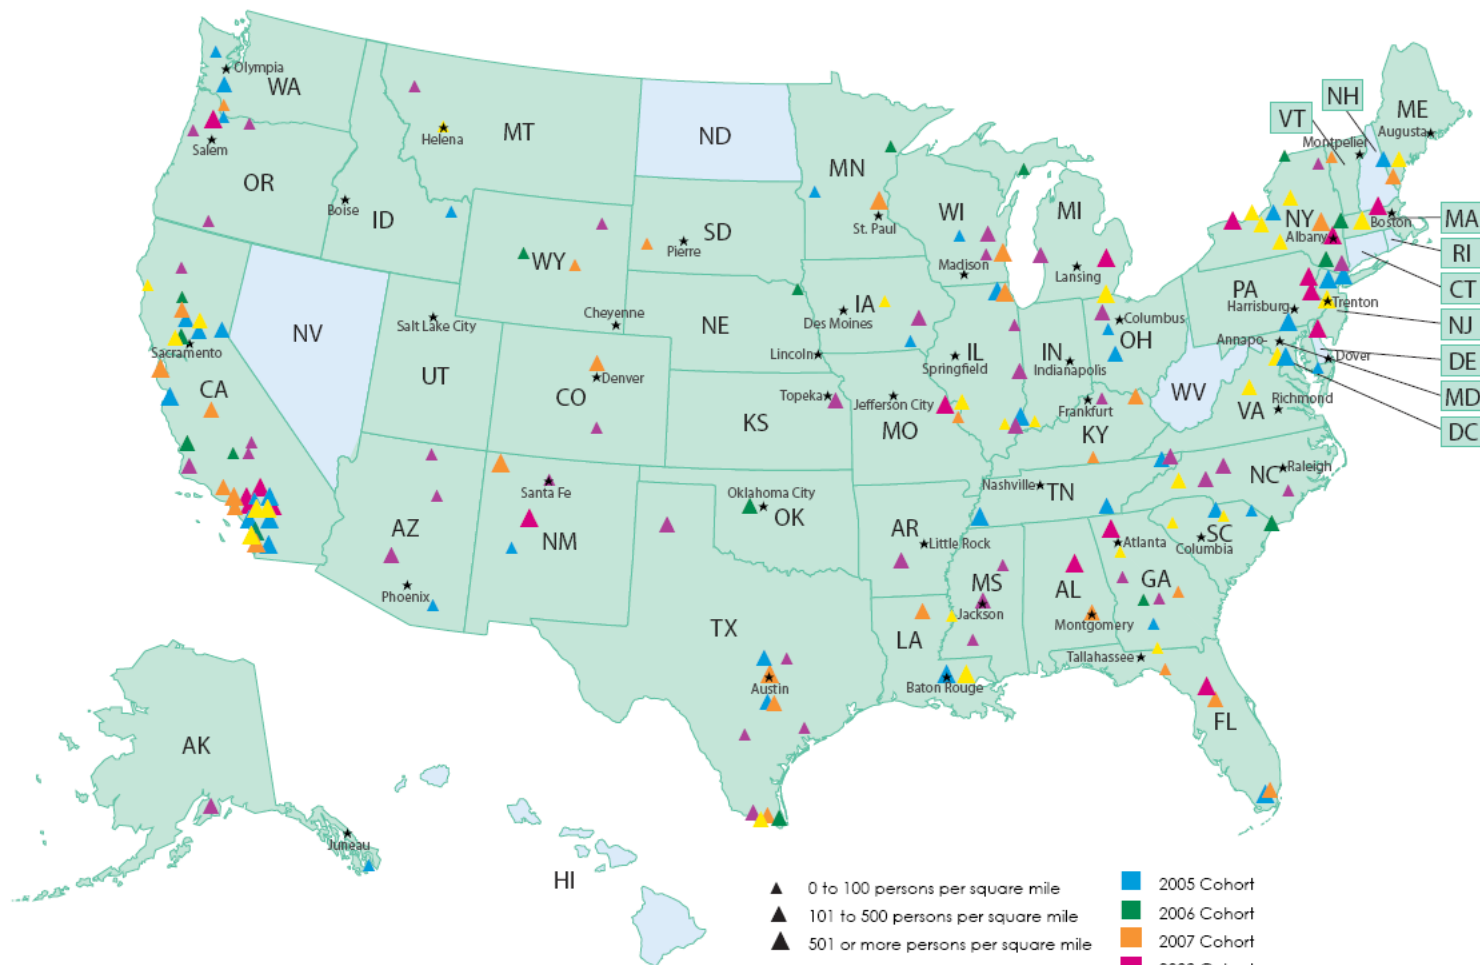 Olympia
WA
Salem
OR
Boise
ID
Helena
MT
ND
MN
St. Paul
WI
Madison
MI
Lansing
VT
NH
Montpelier
ME
Augusta
NY
Albany
Boston
MA
RI
CT
NJ
DE
MD
DC
PA
Harrisburg
Trenton
Annapo-
Dover
WY
Cheyenne
SD
Pierre
NE
Lincoln
IA
Des Moines
IL
Springfield
IN
Indianapolis
Columbus
OH
WV
VA
Richmond
NV
Sacramento
CA
Salt Lake City
UT
CO
Denver
Topeka
KS
Jefferson City
MO
Frankfurt
KY
Nashville
TN
NC
Raleigh
SC
Columbia
AZ
Phoenix
Santa Fe
NM
Oklahoma City
OK
AR
Little Rock
MS
Jackson
AL
Montgomery
Atlanta
GA
TX
Austin
LA
Baton Rouge
Tallahassee
FL
AK
Juneau
HI
0 to 100 persons per square mile
101 to 500 persons per square mile
501 or more persons per square mile
2005 Cohort
2006 Cohort
2007 Cohort